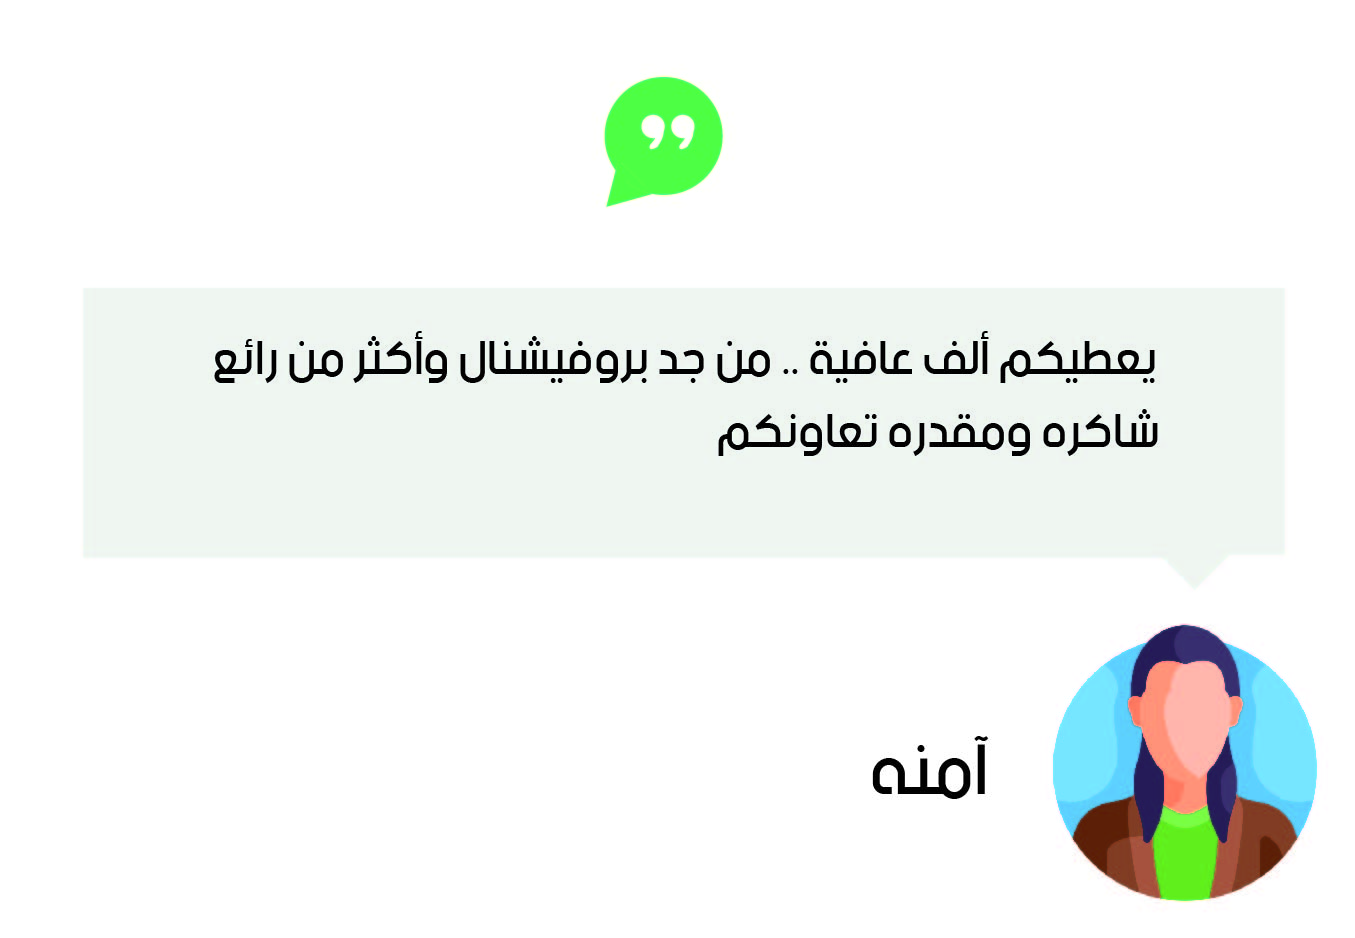 يعطيكم ألف عافية .. من جد بروفيشنال وأكثر من رائع
شاكره ومقدره تعاونكم
آمنه